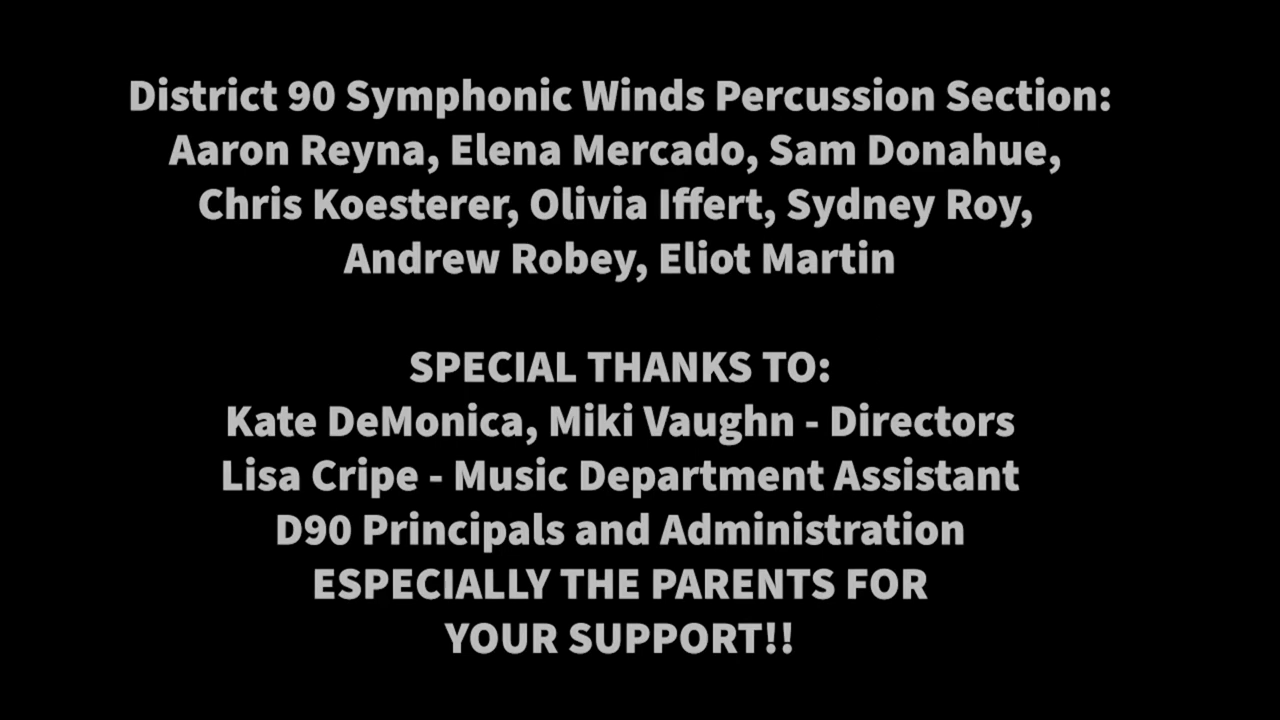 District 90 Symphonic Winds Percussion Section:
Aaron Reyna, Elena Mercado, Sam Donahue,
Chris Koesterer, Olivia Iffert, Sydney Roy,
Andrew Robey, Eliot Martin
SPECIAL THANKS TO:
Kate DeMonica, Miki Vaughn - Directors
Lisa Cripe - Music Department Assistant
D90 Principals and Administration
ESPECIALLY THE PARENTS FOR
YOUR SUPPORT!!